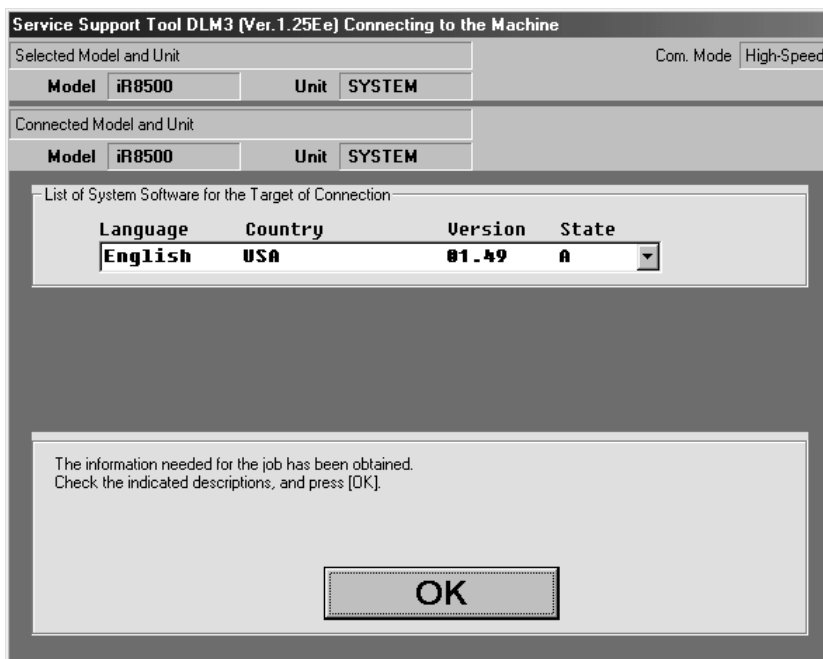 Service Support Tool DLM3 (Ver.1.25Ee) Connecting to the Machine
Selected Model and Unit Com. Mode High-Speed
Model iR8500 Unit SYSTEM
Connected Model and Unit
Model iR8500 Unit SYSTEM
List of System Software for the Target of Connection
Language Country Version State
English USA 01.49 A
The information needed for the job has been obtained.
Check the indicated descriptions, and press [OK].
OK